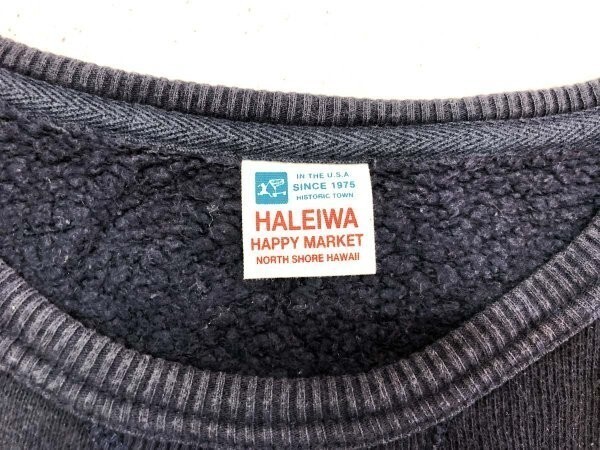 IN THE U.S.A
SINCE 1975
HISTORIC TOWN
HALEIWA
HAPPY MARKET
NORTH SHORE HAWAII